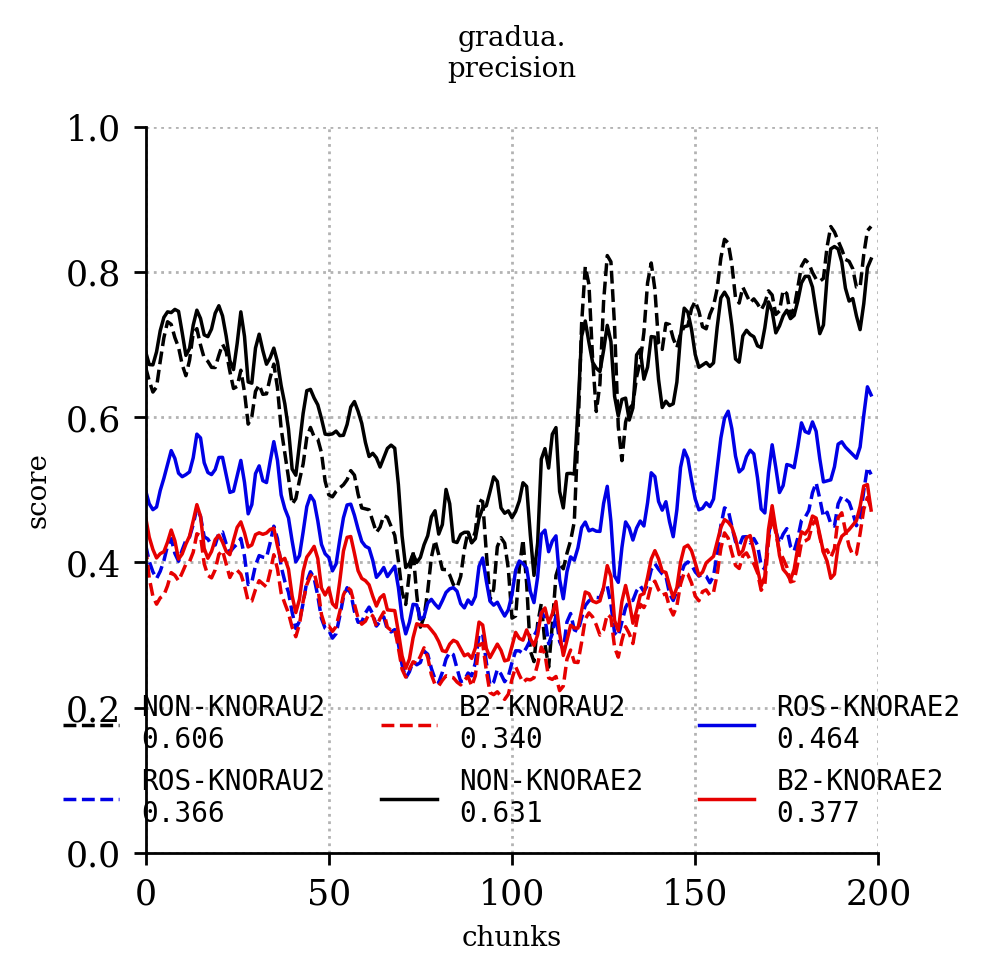 gradua.
precision
1.0
0.8
0.6
0.4
0.2
0.0
score
0 50 100 150 200
chunks
NON-KNORAU2
0.606
ROS-KNORAU2
0.366
B2-KNORAU2
0.340
NON-KNORAE2
0.631
ROS-KNORAE2
0.464
B2-KNORAE2
0.377